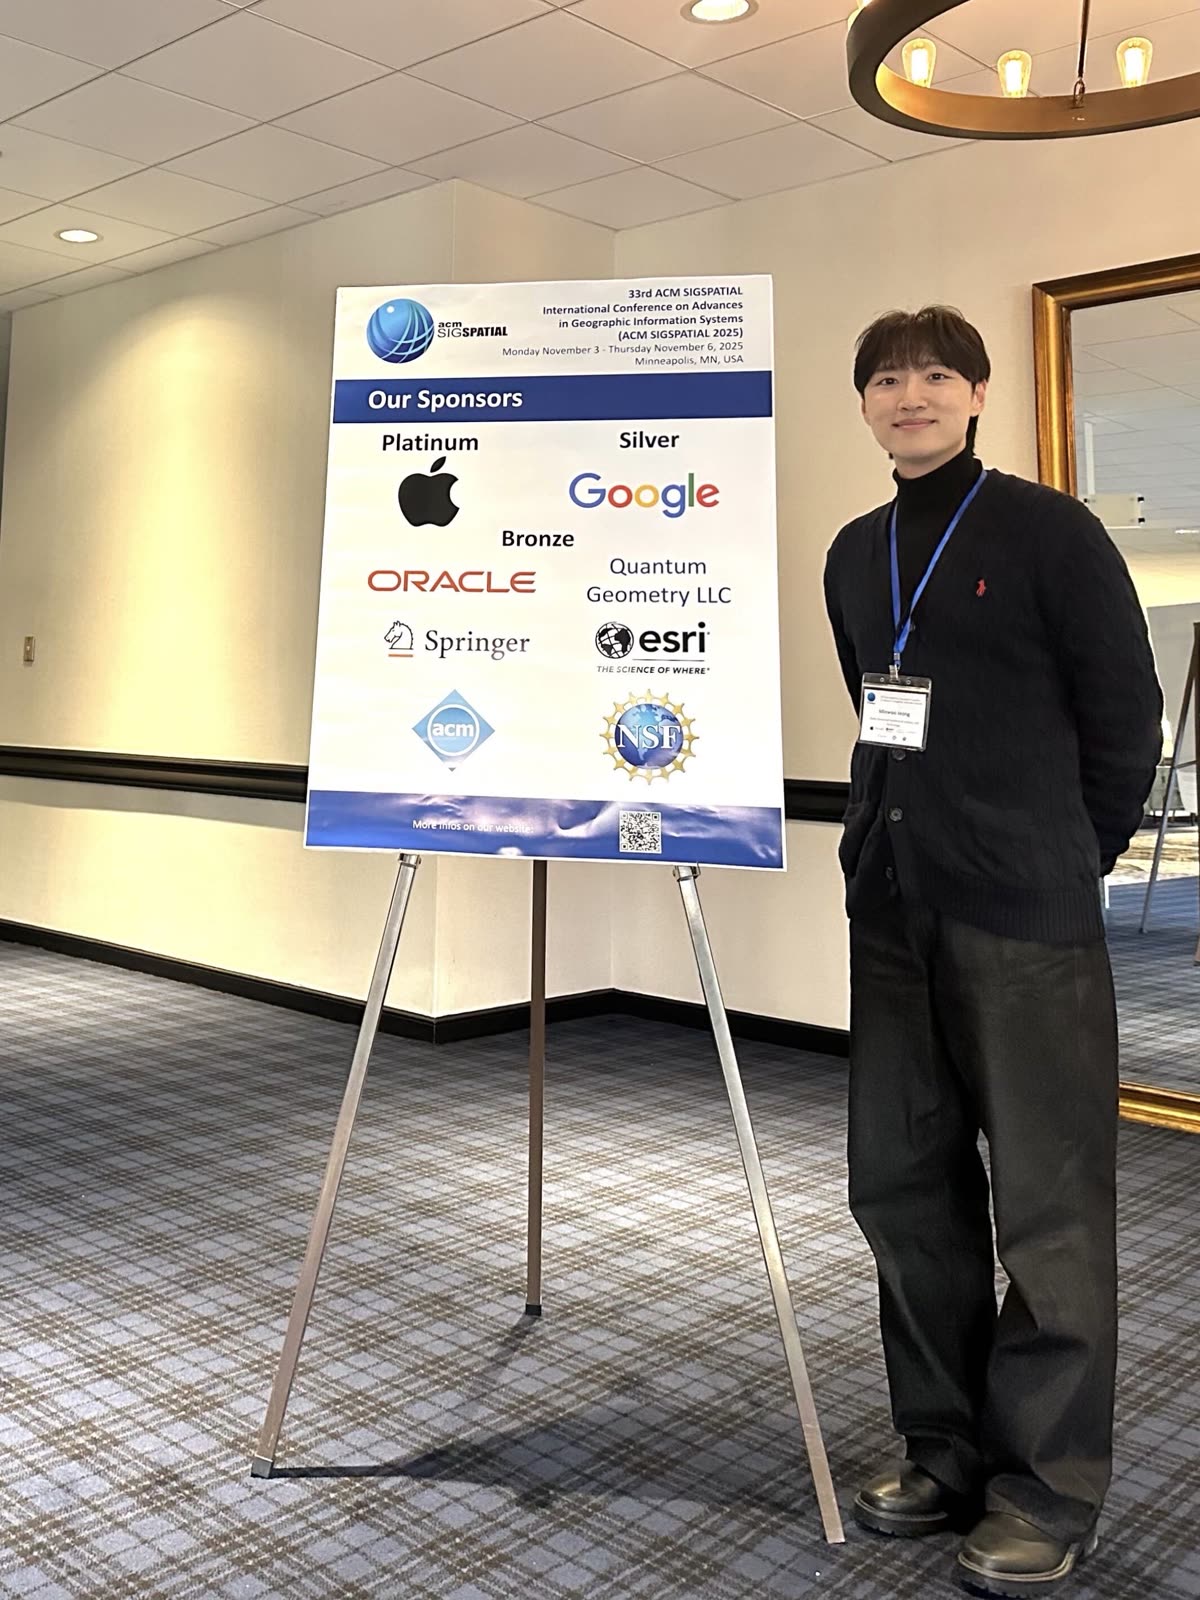 33rd ACM SIGSPATIAL
International Conference on Advances
in Geographic Information Systems
(ACM SIGSPATIAL 2025)
Monday November 3 - Thursday November 6, 2025
Minneapolis, MN, USA
acm
SIGSPATIAL
Our Sponsors
Platinum
Silver
Google
Bronze
ORACLE
Quantum
Geometry LLC
Springer
esri
THE SCIENCE OF WHERE
acm
NSF
More infos on our website: